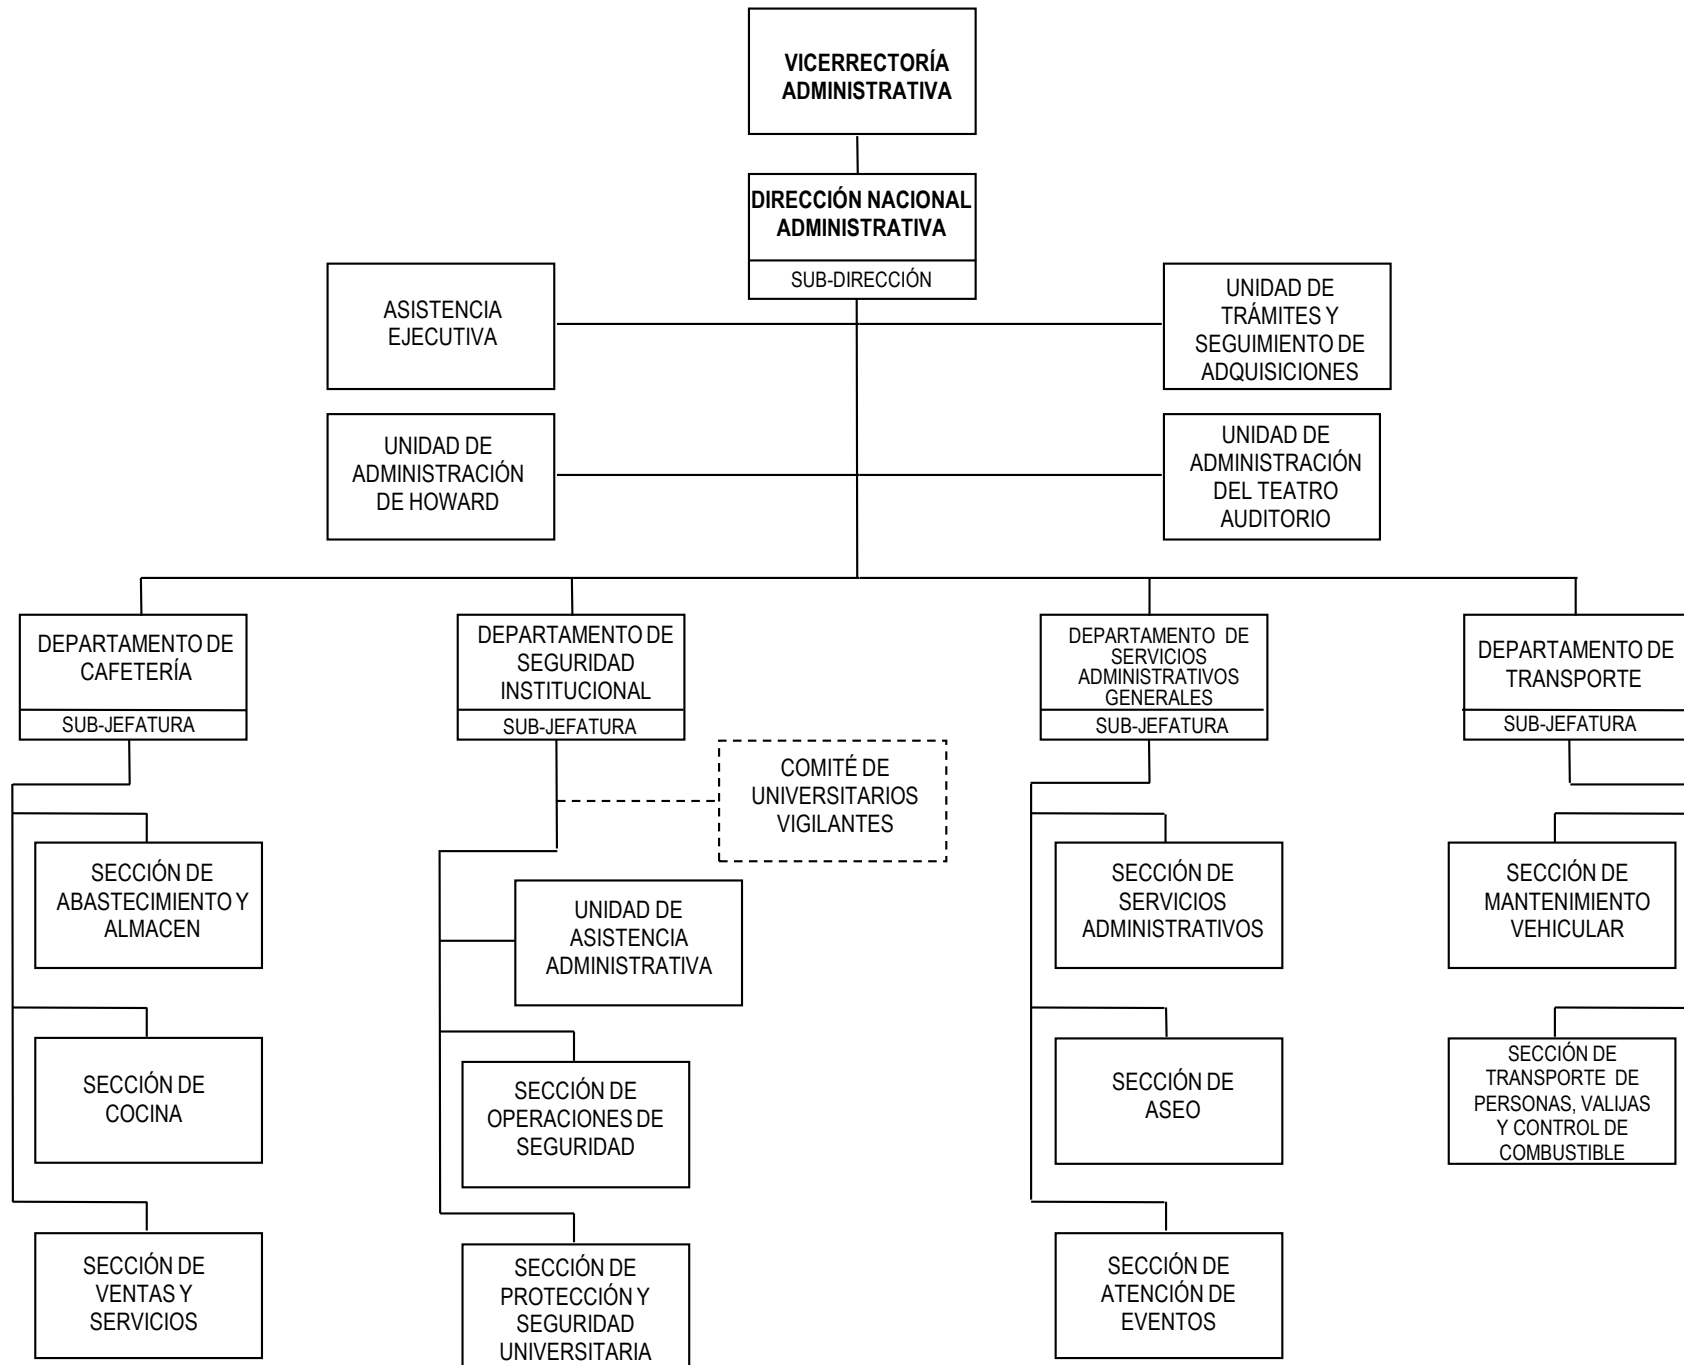 VICERRECTORÍA
ADMINISTRATIVA
DIRECCIÓN NACIONAL
ADMINISTRATIVA
SUB-DIRECCIÓN
ASISTENCIA
EJECUTIVA
UNIDAD DE
TRÁMITES Y
SEGUIMIENTO DE
ADQUISICIONES
UNIDAD DE
ADMINISTRACIÓN
DE HOWARD
UNIDAD DE
ADMINISTRACIÓN
DEL TEATRO
AUDITORIO
DEPARTAMENTO DE
CAFETERÍA
SUB-JEFATURA
DEPARTAMENTO DE
SEGURIDAD
INSTITUCIONAL
SUB-JEFATURA
DEPARTAMENTO DE
SERVICIOS
ADMINISTRATIVOS
GENERALES
SUB-JEFATURA
DEPARTAMENTO DE
TRANSPORTE
SUB-JEFATURA
COMITÉ DE
UNIVERSITARIOS
VIGILANTES
SECCIÓN DE
ABASTECIMIENTO Y
ALMACEN
UNIDAD DE
ASISTENCIA
ADMINISTRATIVA
SECCIÓN DE
SERVICIOS
ADMINISTRATIVOS
SECCIÓN DE
MANTENIMIENTO
VEHICULAR
SECCIÓN DE
COCINA
SECCIÓN DE
OPERACIONES DE
SEGURIDAD
SECCIÓN DE
ASEO
SECCIÓN DE
TRANSPORTE DE
PERSONAS, VALIJAS
Y CONTROL DE
COMBUSTIBLE
SECCIÓN DE
VENTAS Y
SERVICIOS
SECCIÓN DE
PROTECCIÓN Y
SEGURIDAD
UNIVERSITARIA
SECCIÓN DE
ATENCIÓN DE
EVENTOS